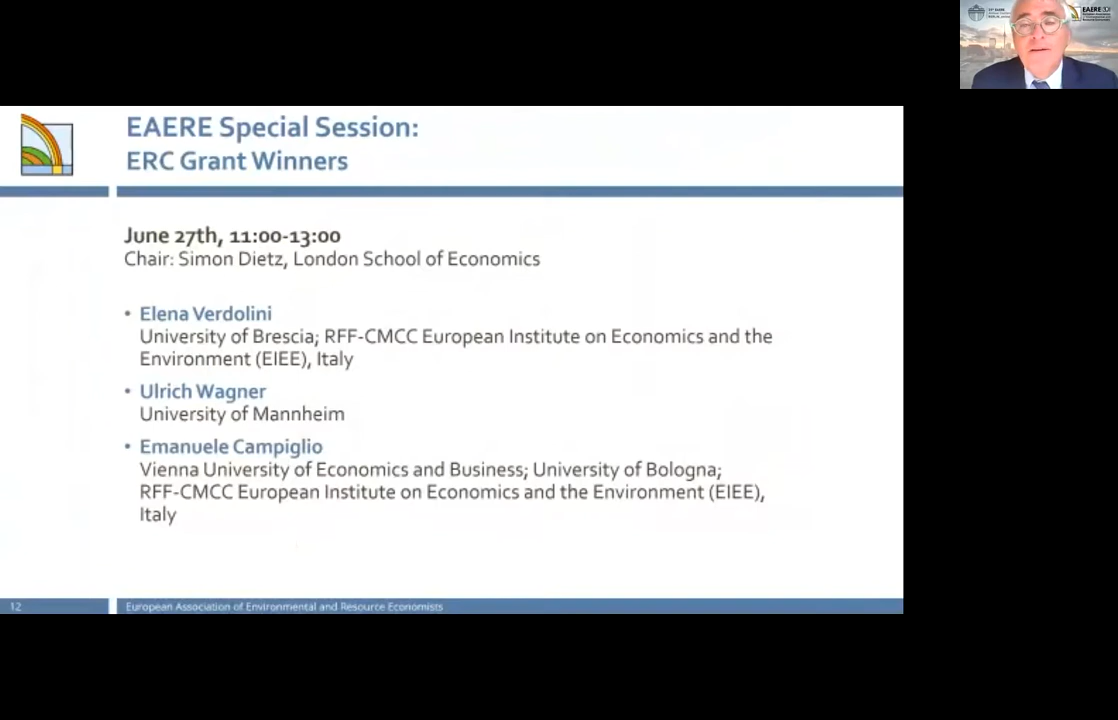 EAERE Special Session:
ERC Grant Winners
June 27th, 11:00-13:00
Chair: Simon Dietz, London School of Economics
• Elena Verdolini
University of Brescia; RFF-CMCC European Institute on Economics and the
Environment (EIEE), Italy
• Ulrich Wagner
University of Mannheim
• Emanuele Campiglio
Vienna University of Economics and Business; University of Bologna;
RFF-CMCC European Institute on Economics and the Environment (EIEE),
Italy
12
European Association of Environmental and Resource Economists
EAERE